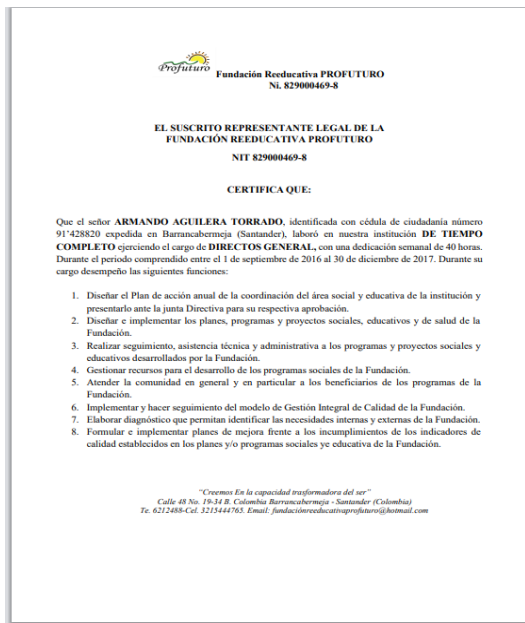 Profuturo
Fundación Reeducativa PROFUTURO
Ni. 829000469-8
EL SUSCRITO REPRESENTANTE LEGAL DE LA
FUNDACIÓN REEDUCATIVA PROFUTURO
NIT 829000469-8
CERTIFICA QUE:
Que el señor ARMANDO AGUILERA TORRADO, identificada con cédula de ciudadanía número
91'428820 expedida en Barrancabermeja (Santander), laboró en nuestra institución DE TIEMPO
COMPLETO ejerciendo el cargo de DIRECTOS GENERAL, con una dedicación semanal de 40 horas.
Durante el periodo comprendido entre el 1 de septiembre de 2016 al 30 de diciembre de 2017. Durante su
cargo desempeño las siguientes funciones:
1. Diseñar el Plan de acción anual de la coordinación del área social y educativa de la institución y
presentarlo ante la junta Directiva para su respectiva aprobación.
2. Diseñar e implementar los planes, programas y proyectos sociales, educativos y de salud de la
Fundación.
3. Realizar seguimiento, asistencia técnica y administrativa a los programas y proyectos sociales y
educativos desarrollados por la Fundación.
4. Gestionar recursos para el desarrollo de los programas sociales de la Fundación.
5. Atender la comunidad en general y en particular a los beneficiarios de los programas de la
Fundación.
6. Implementar y hacer seguimiento del modelo de Gestión Integral de Calidad de la Fundación.
7. Elaborar diagnóstico que permitan identificar las necesidades internas y externas de la Fundación.
8. Formular e implementar planes de mejora frente a los incumplimientos de los indicadores de
calidad establecidos en los planes y/o programas sociales ye educativa de la Fundación.
"Creemos En la capacidad trasformadora del ser"
Calle 48 No. 19-34 B. Colombia Barrancabermeja - Santander (Colombia)
Te. 6212488-Cel. 3215444765. Email: fundaciónreeducativaprofuturo@hotmail.com